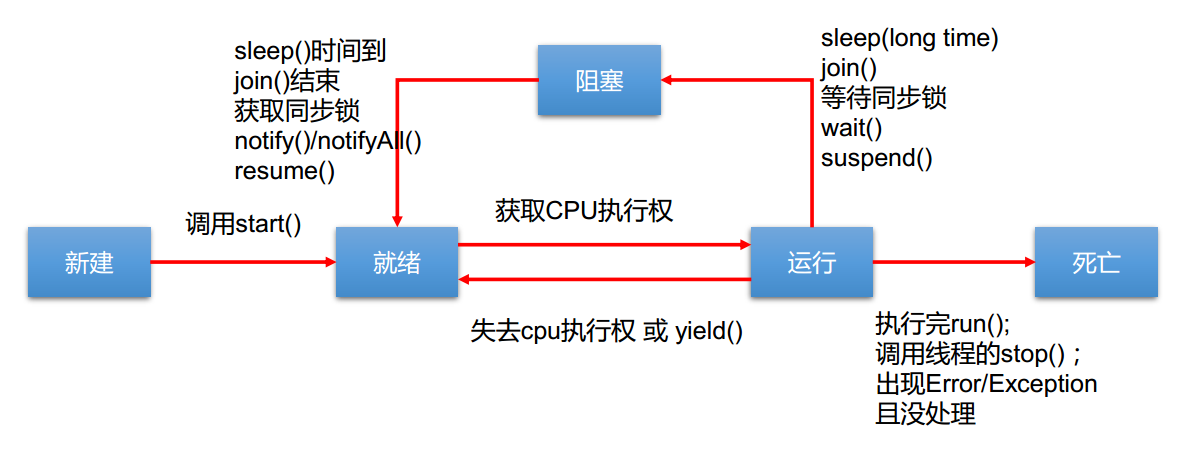 sleep()时间到
join()结束
获取同步锁
notify()/notifyAll()
resume()
阻塞
sleep(long time)
join()
等待同步锁
wait()
suspend()
调用start()
获取CPU执行权
新建
就绪
运行
死亡
失去cpu执行权 或 yield()
执行完run();
调用线程的stop() ;
出现Error/Exception
且没处理